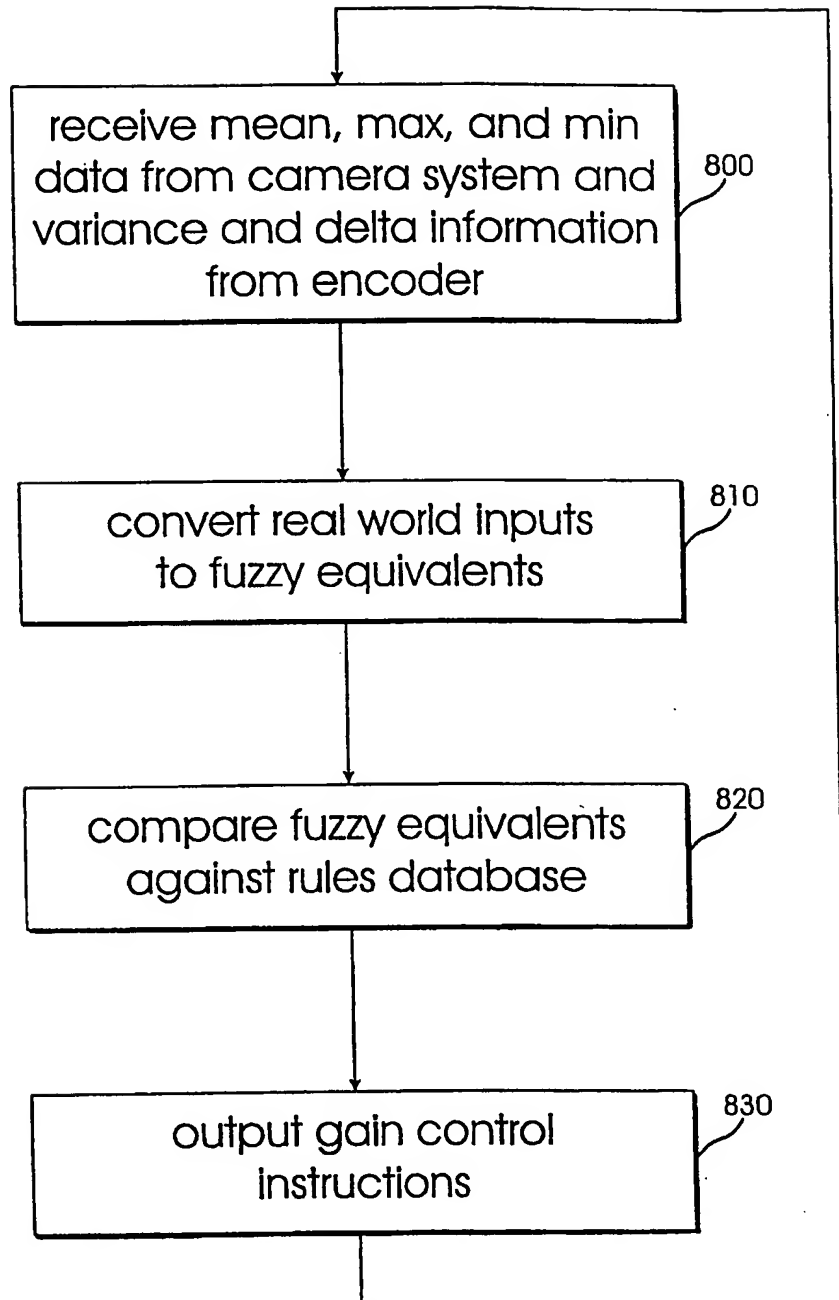 receive mean, max, and min
data from camera system and
variance and delta information
from encoder
800
convert real world inputs
to fuzzy equivalents
810
compare fuzzy equivalents
against rules database
820
output gain control
instructions
830